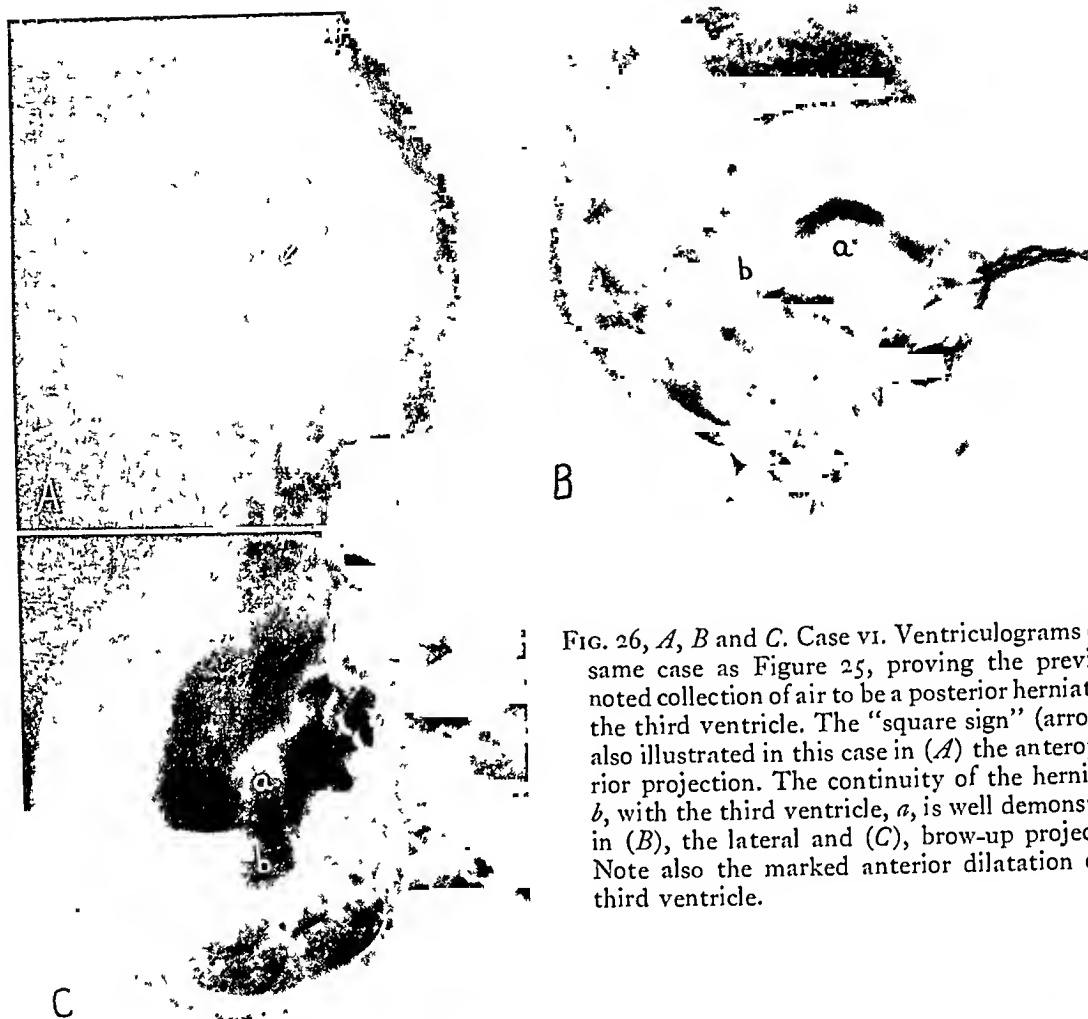 A
B
a
b
C
a
b
FIG. 26, A, B and C. Case VI. Ventriculograms
same case as Figure 25, proving the previ
noted collection of air to be a posterior herniat
the third ventricle. The “square sign” (arro
also illustrated in this case in (A) the antero
rior projection. The continuity of the herni
b, with the third ventricle, a, is well demons
in (B), the lateral and (C), brow-up projec
Note also the marked anterior dilatation
third ventricle.